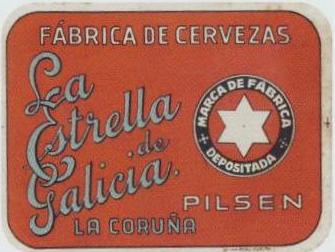 FÁBRICA DE CERVEZAS
La
Estrella
de
Galicia.
MARCA DE FÁBRICA
DEPOSITADA
PILSEN
LA CORUÑA